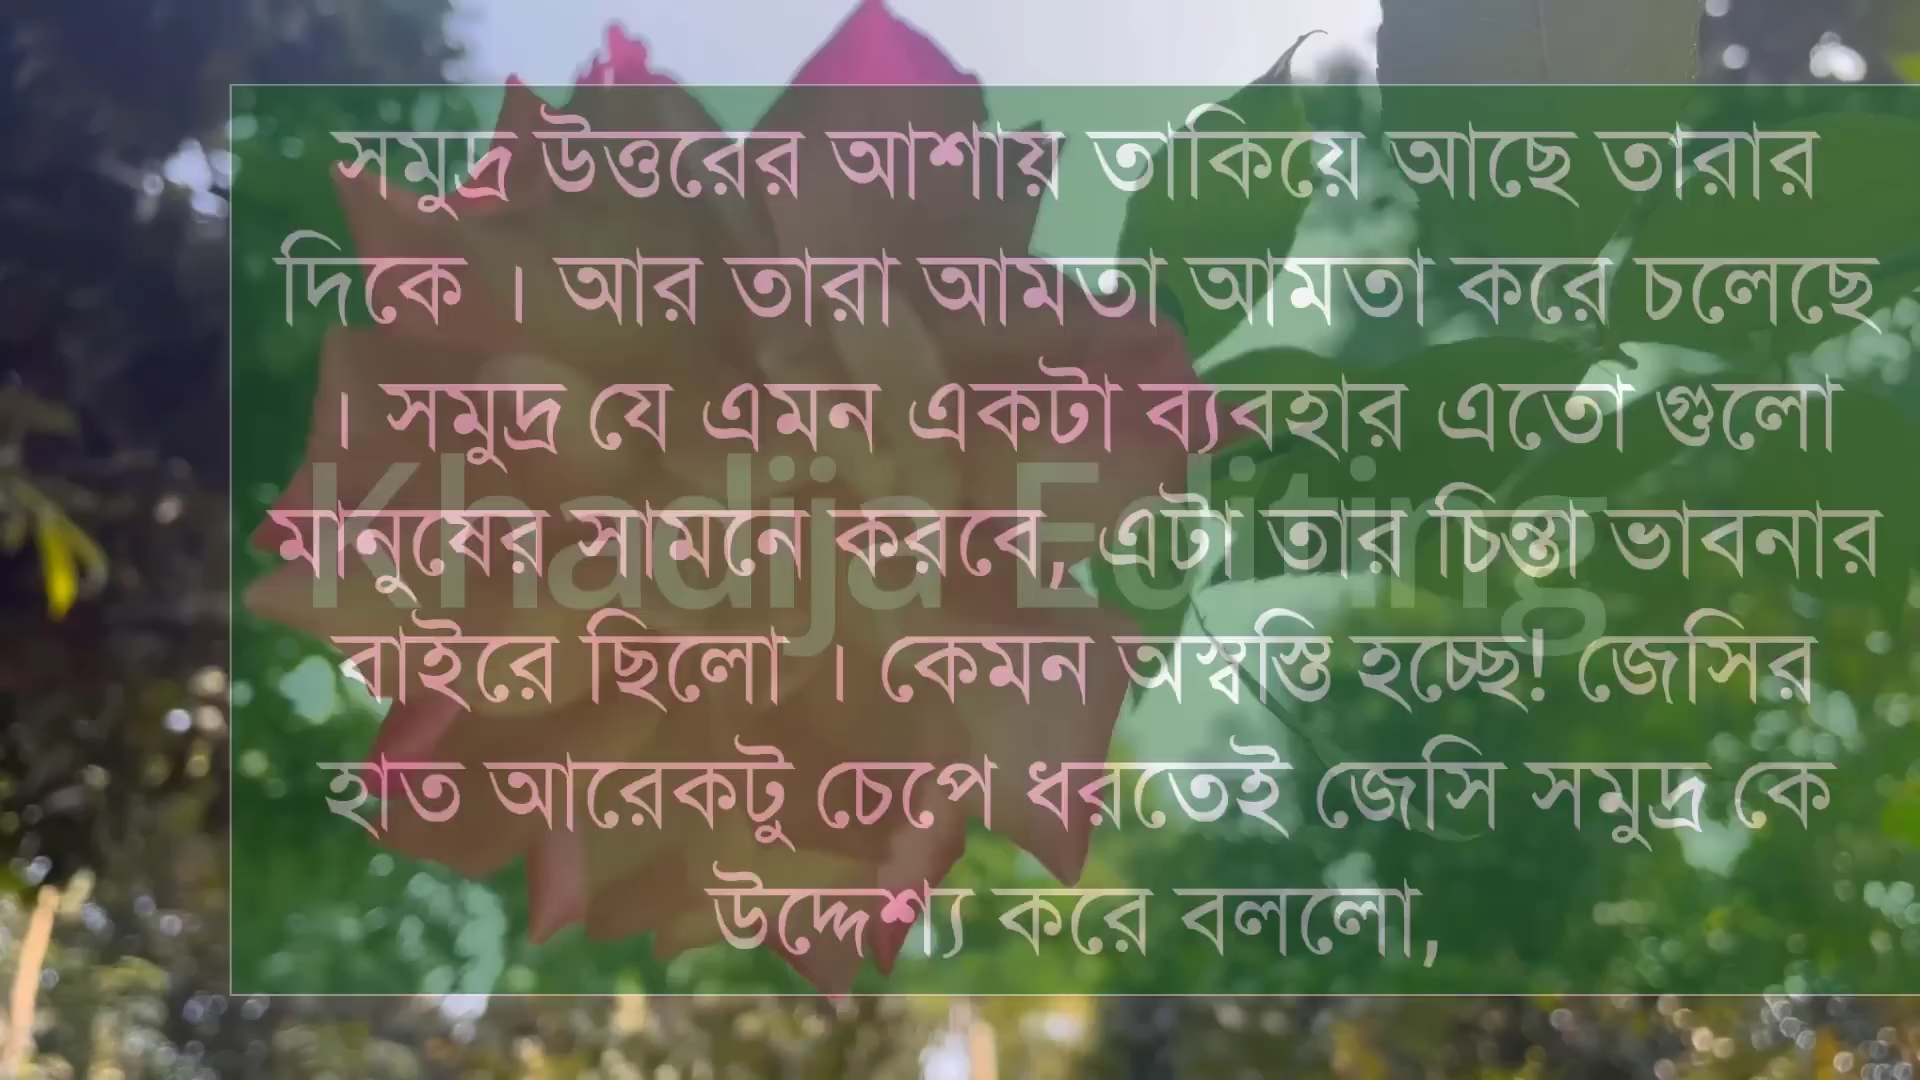 সমুদ্র উত্তরের আশায় তাকিয়ে আছে তারার
দিকে । আর তারা আমতা আমতা করে চলেছে
। সমুদ্র যে এমন একটা ব্যবহার এতো গুলো
মানুষের সামনে করবে, এটা তার চিন্তা ভাবনার
বাইরে ছিলো । কেমন অস্বস্তি হচ্ছে! জেসির
হাত আরেকটু চেপে ধরতেই জেসি সমুদ্র কে
উদ্দেশ্য করে বললো,
Khadija Editing